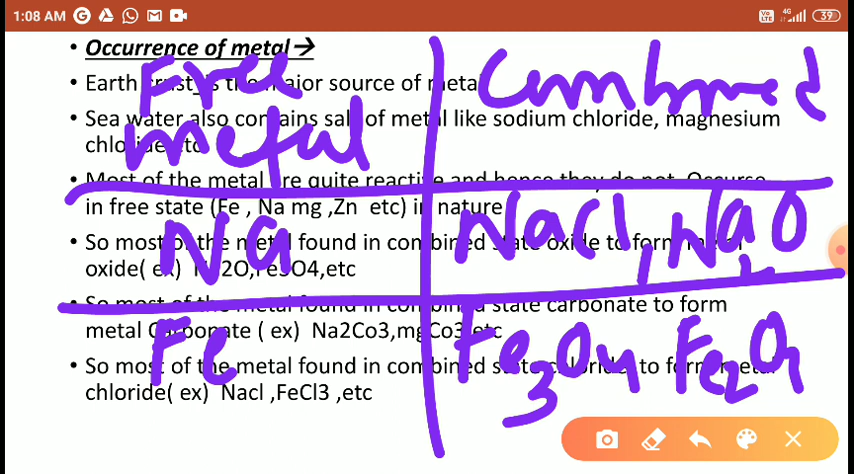 1:08 AM
Vo LTE 4G 39
• Occurrence of metal→
• Earth crust is the major source of metal
• Sea water also contains salt of metal like sodium chloride, magnesium
chloride etc
• Most of the metal are quite reactive and hence they do not Occurse
in free state (Fe , Na mg ,Zn etc) in nature
• So most of the metal found in combined state oxide to form metal
oxide( ex) O,FeSO4,etc
• So most of the metal found in combined state carbonate to form
metal Carbonate ( ex) Na2Co3,mgCo3,etc
• So most of the metal found in combined state chloride to form metal
chloride( ex) Nacl ,FeCl3 ,etc
Free metal Combined
Na NaCl, Na2O
Fe Fe3O4 Fe2O